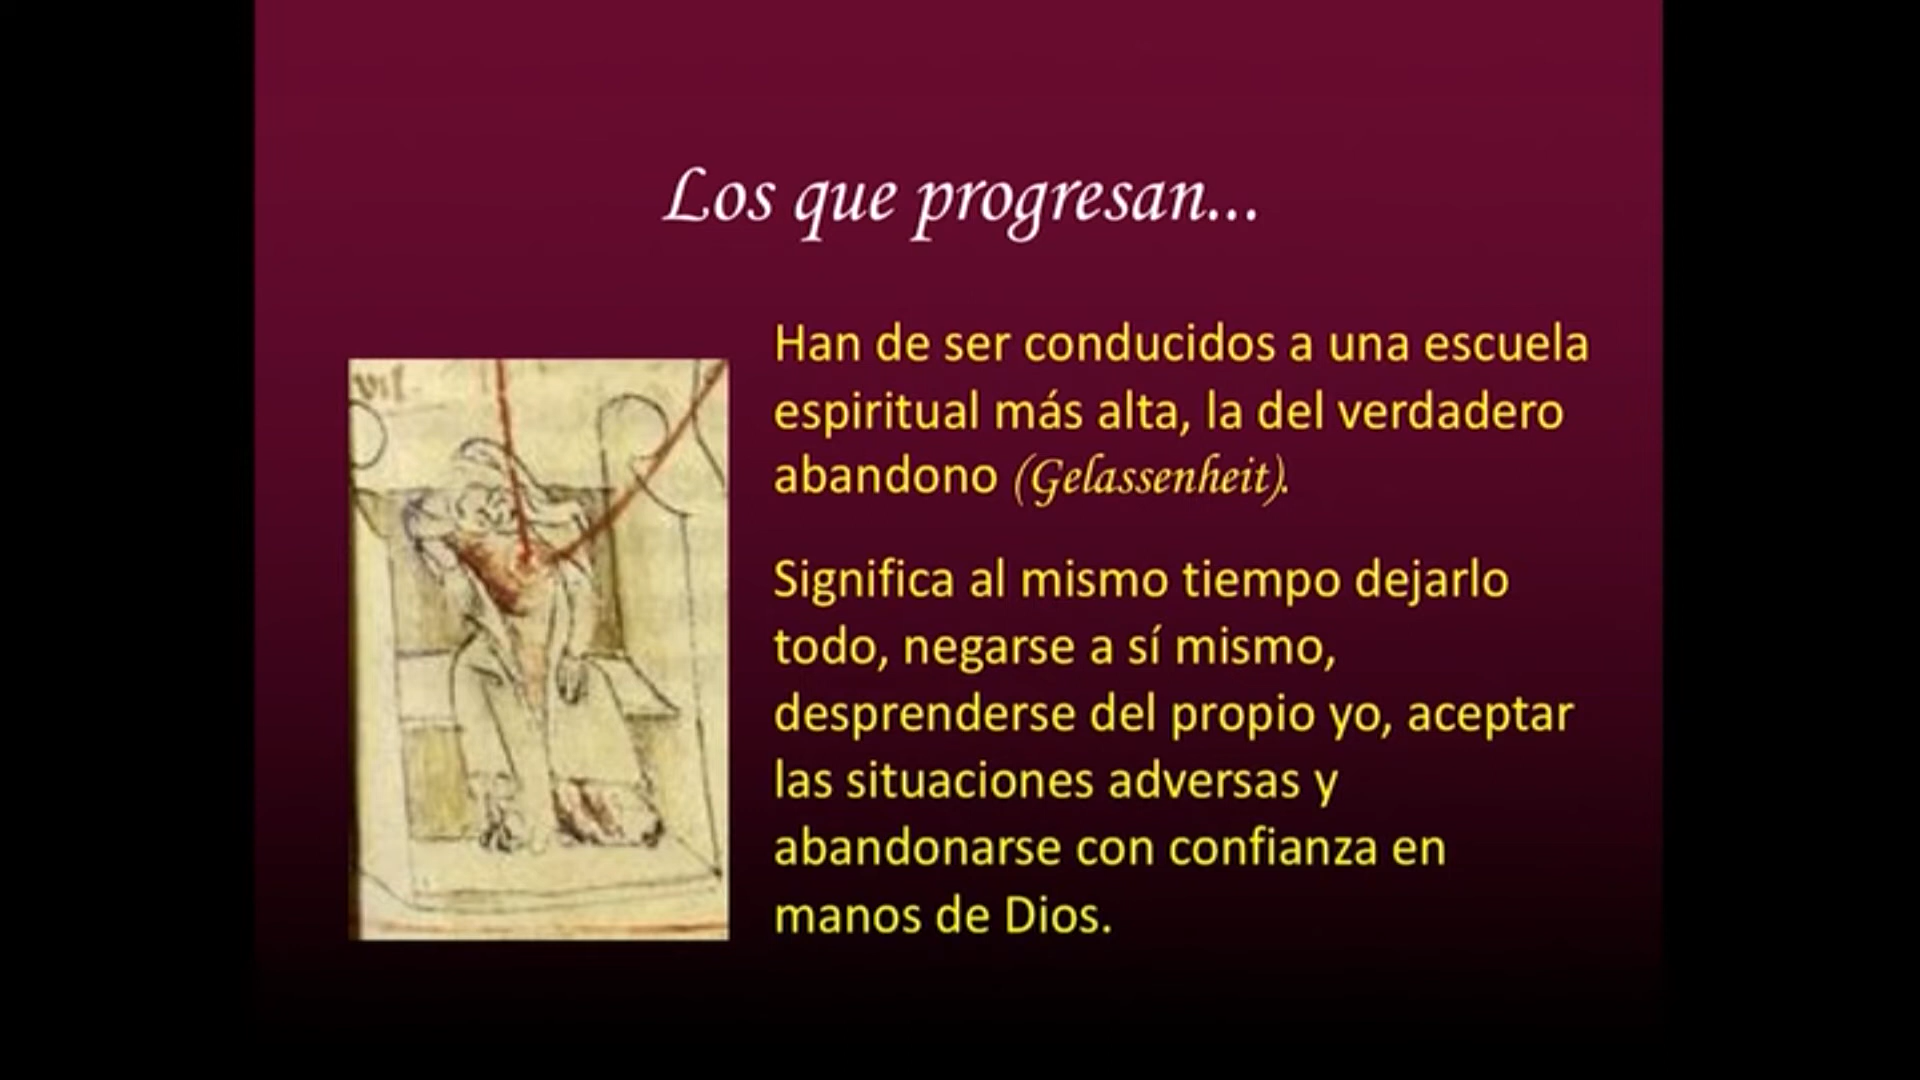 Los que progresan...
Han de ser conducidos a una escuela
espiritual más alta, la del verdadero
abandono (Gelassenheit).
Significa al mismo tiempo dejarlo
todo, negarse a sí mismo,
desprenderse del propio yo, aceptar
las situaciones adversas y
abandonarse con confianza en
manos de Dios.